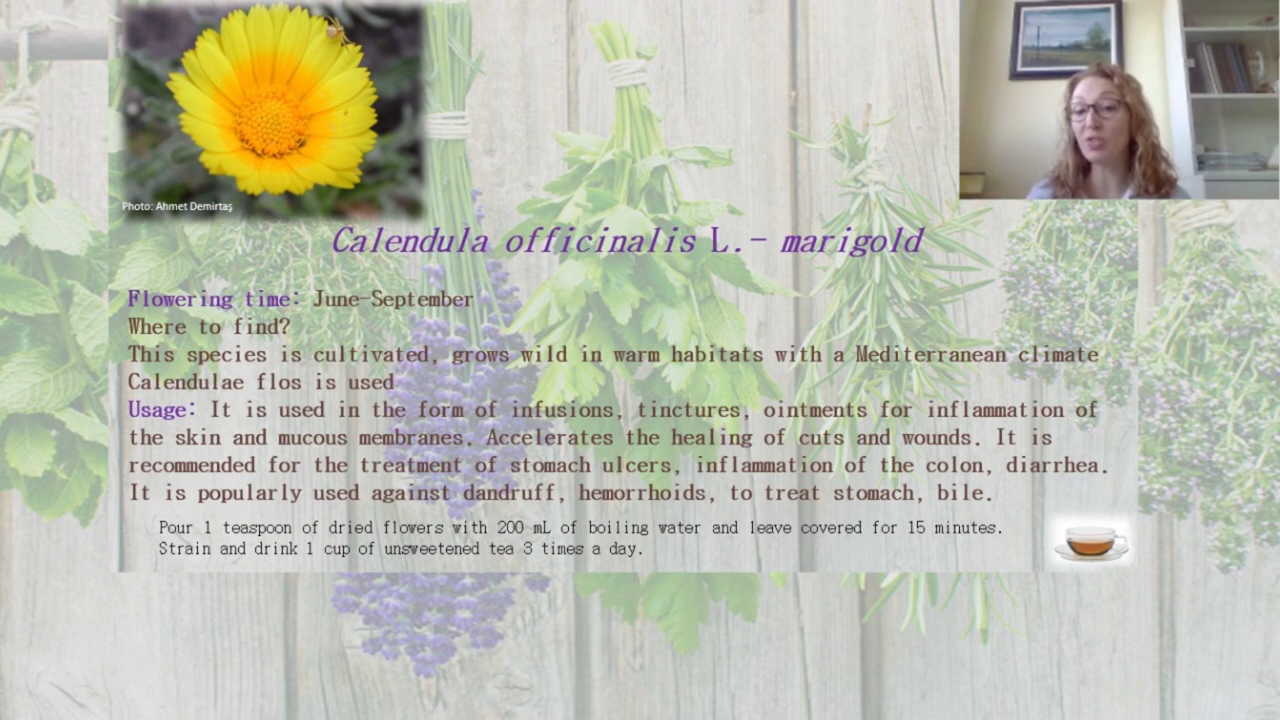 Photo: Ahmet Demirtaş
Calendula officinalis L.- marigold
Flowering time: June-September
Where to find?
This species is cultivated, grows wild in warm habitats with a Mediterranean climate
Calendulae flos is used
Usage: It is used in the form of infusions, tinctures, ointments for inflammation of
the skin and mucous membranes. Accelerates the healing of cuts and wounds. It is
recommended for the treatment of stomach ulcers, inflammation of the colon, diarrhea.
It is popularly used against dandruff, hemorrhoids, to treat stomach, bile.
Pour 1 teaspoon of dried flowers with 200 mL of boiling water and leave covered for 15 minutes.
Strain and drink 1 cup of unsweetened tea 3 times a day.